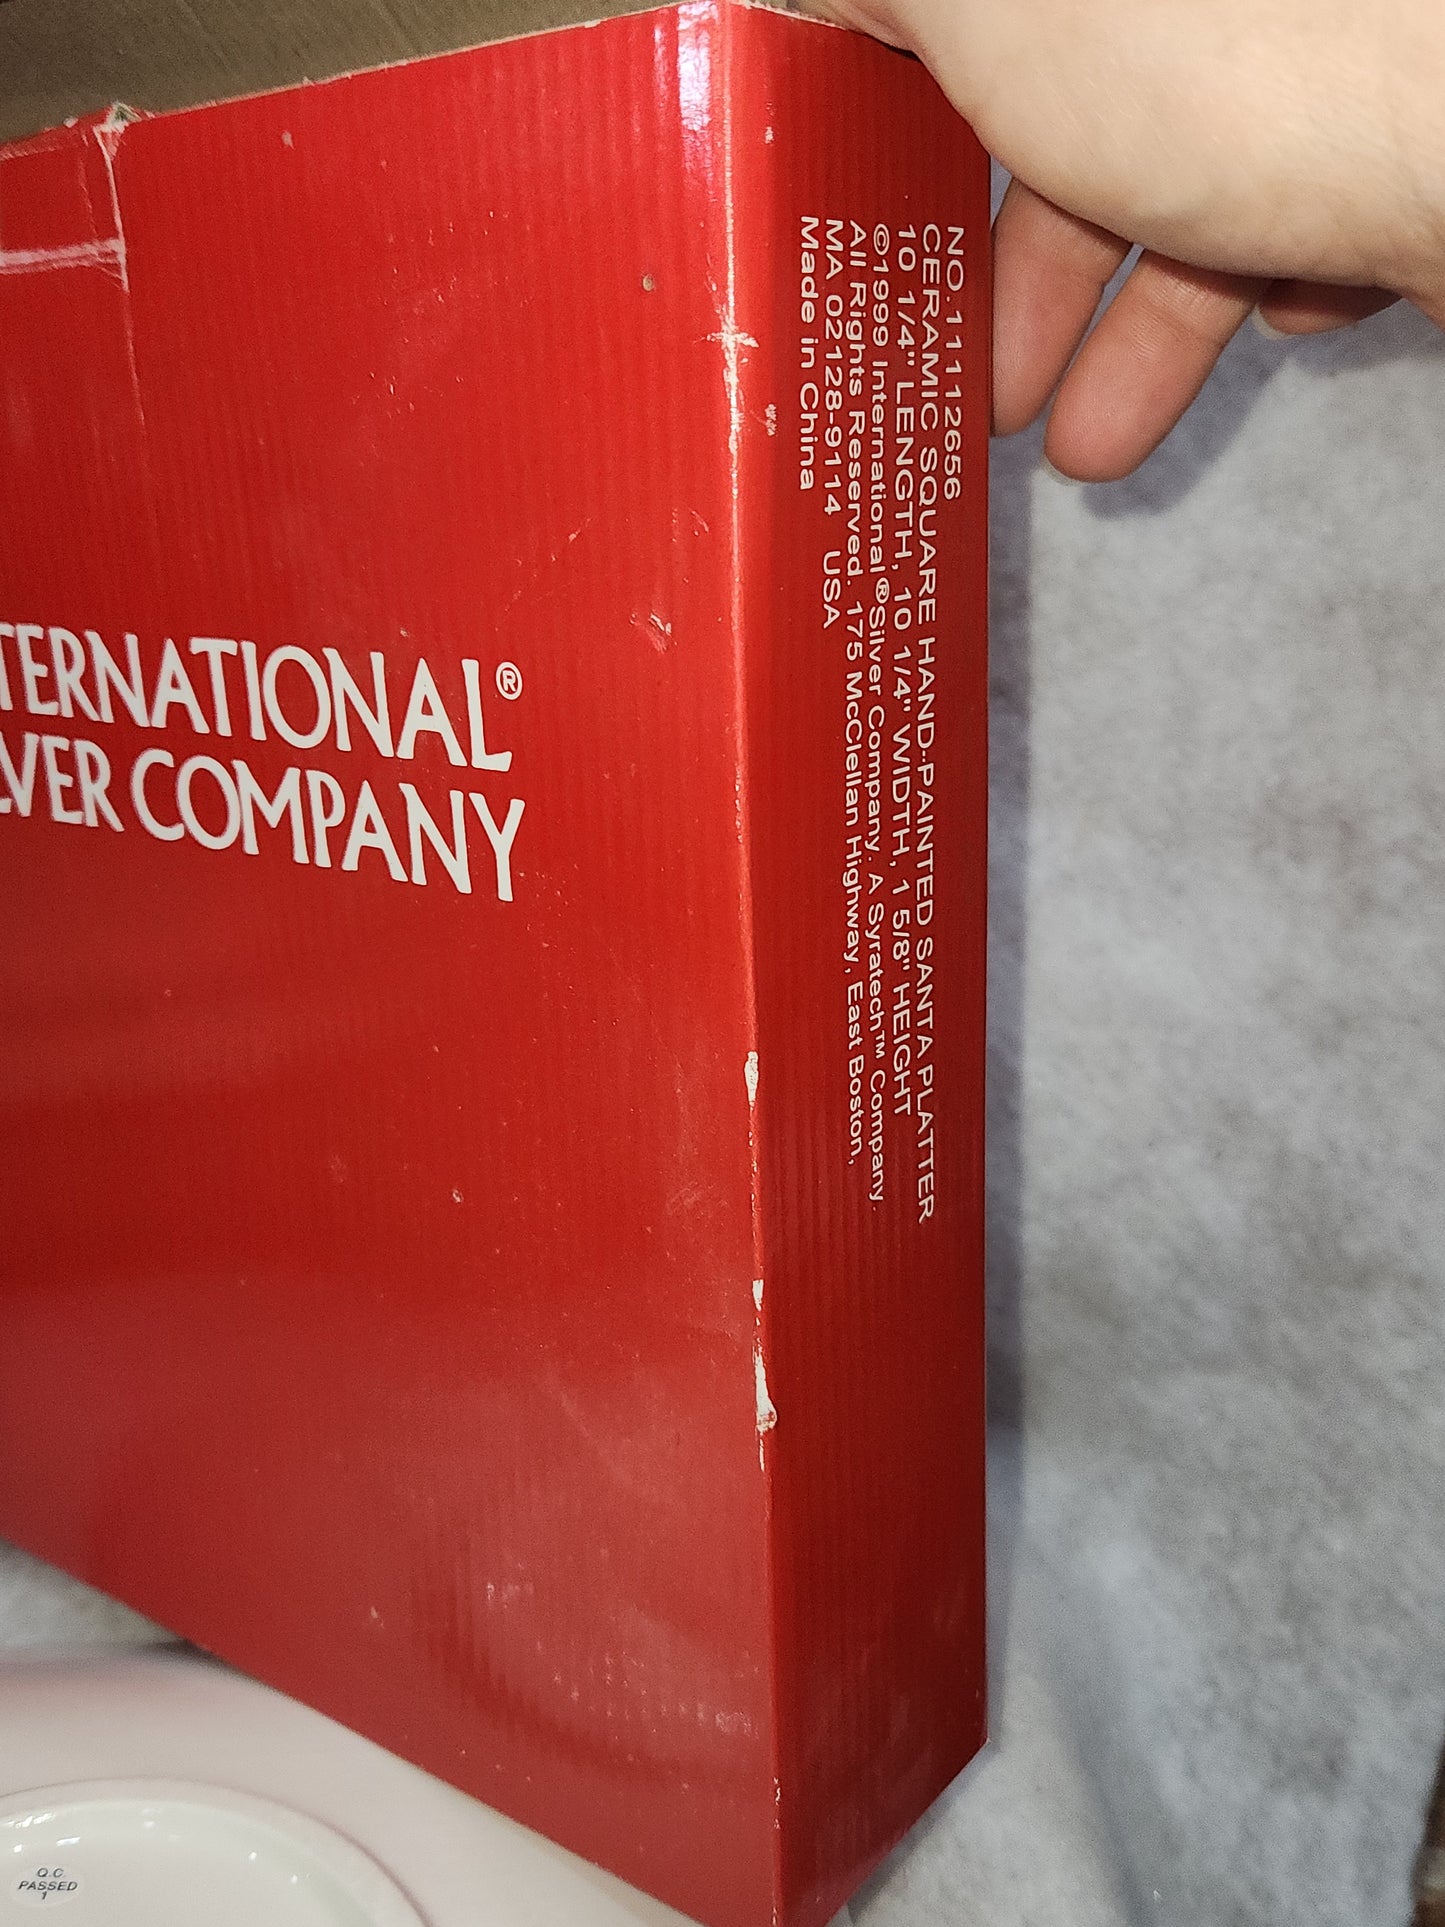 TERNATIONAL®
LVER COMPANY
NO.11112656
CERAMIC SQUARE HAND-PAINTED SANTA PLATTER
10 1/4" LENGTH, 10 1/4" WIDTH, 1 5/8" HEIGHT
©1999 International®Silver Company. A Syratech™ Company.
All Rights Reserved. 175 McClellan Highway, East Boston,
MA 02128-9114 USA
Made in China
Q.C.
PASSED
1